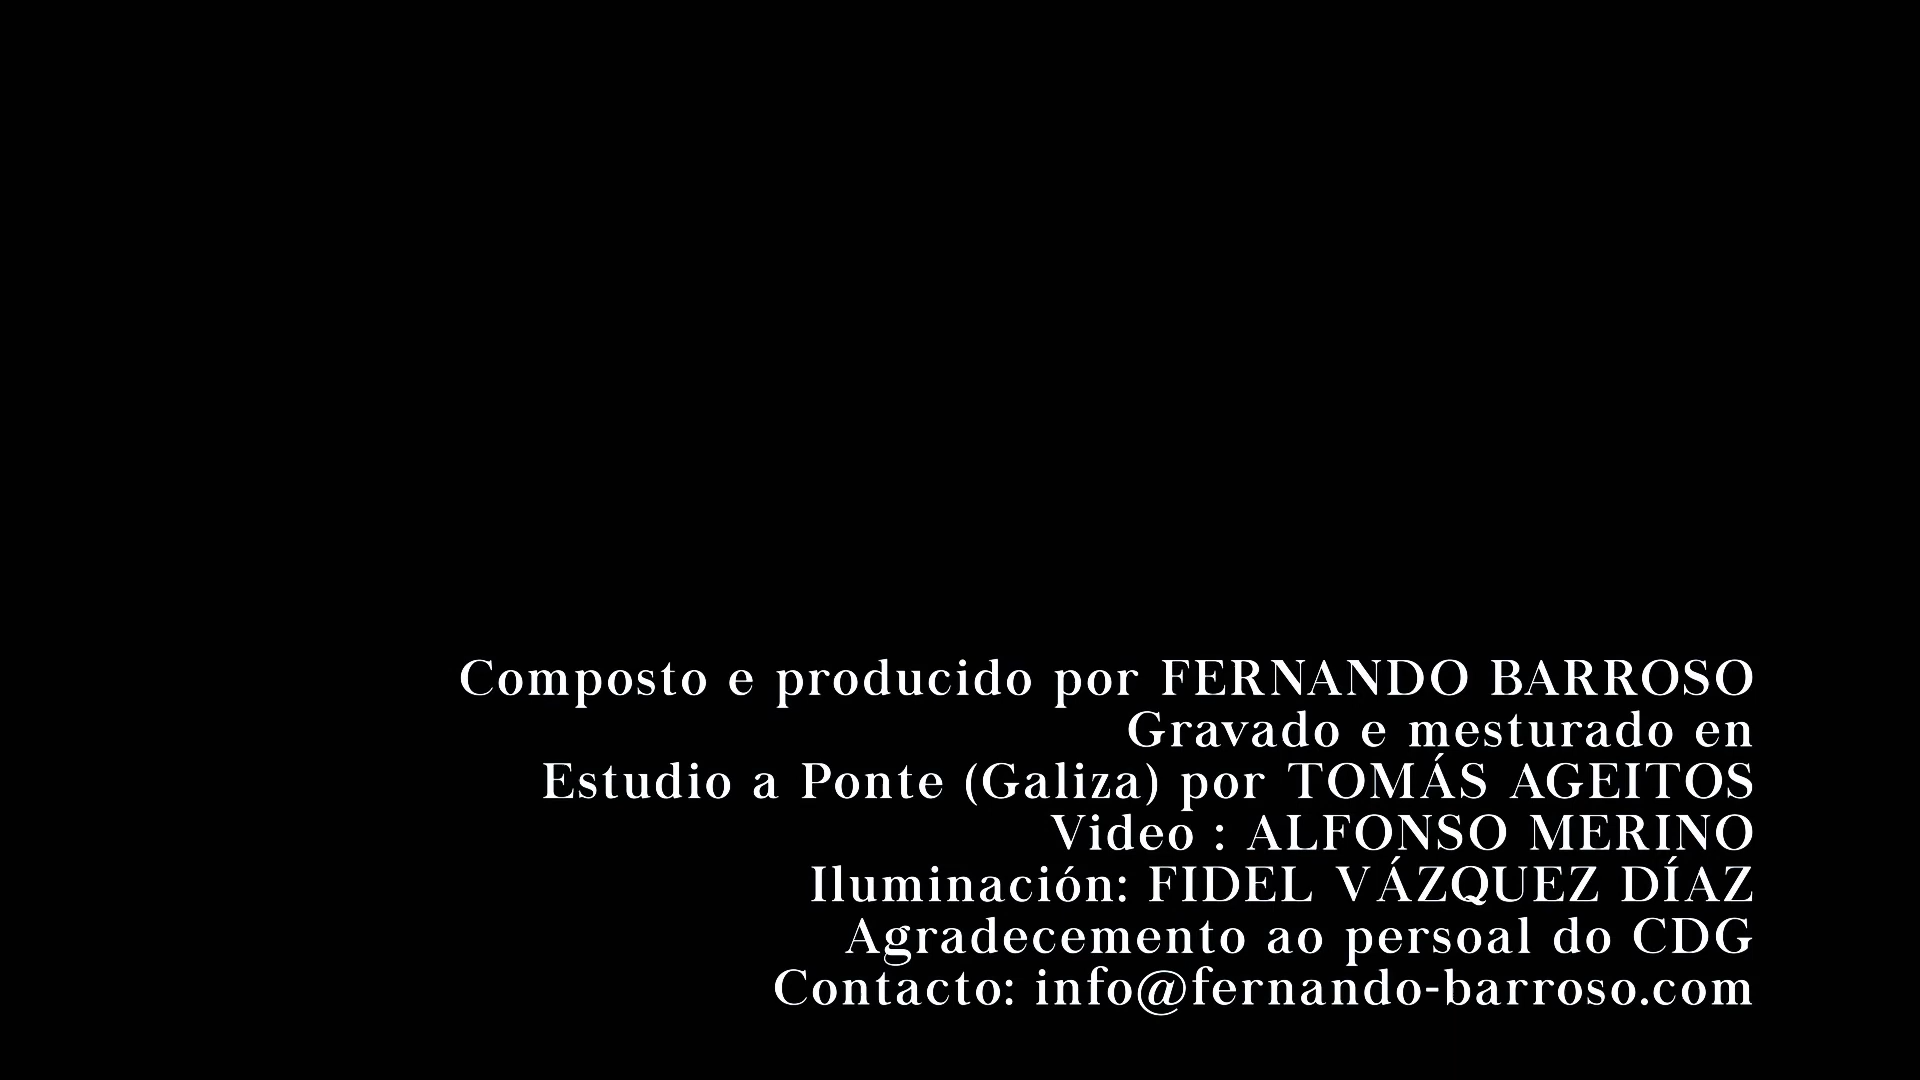 Composto e producido por FERNANDO BARROSO
Gravado e mesturado en
Estudio a Ponte (Galiza) por TOMÁS AGEITOS
Video : ALFONSO MERINO
Iluminación: FIDEL VÁZQUEZ DÍAZ
Agradecemento ao persoal do CDG
Contacto: info@fernando-barroso.com